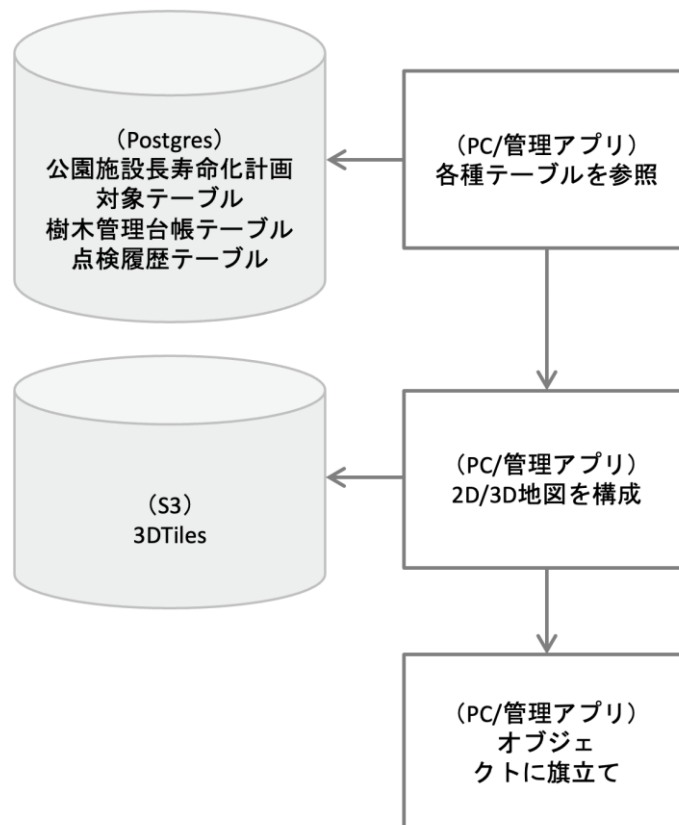 （Postgres）
公園施設長寿命化計画
対象テーブル
樹木管理台帳テーブル
点検履歴テーブル
（PC/管理アプリ）
各種テーブルを参照
（S3）
3DTiles
（PC/管理アプリ）
2D/3D地図を構成
（PC/管理アプリ）
オブジェ
クトに旗立て